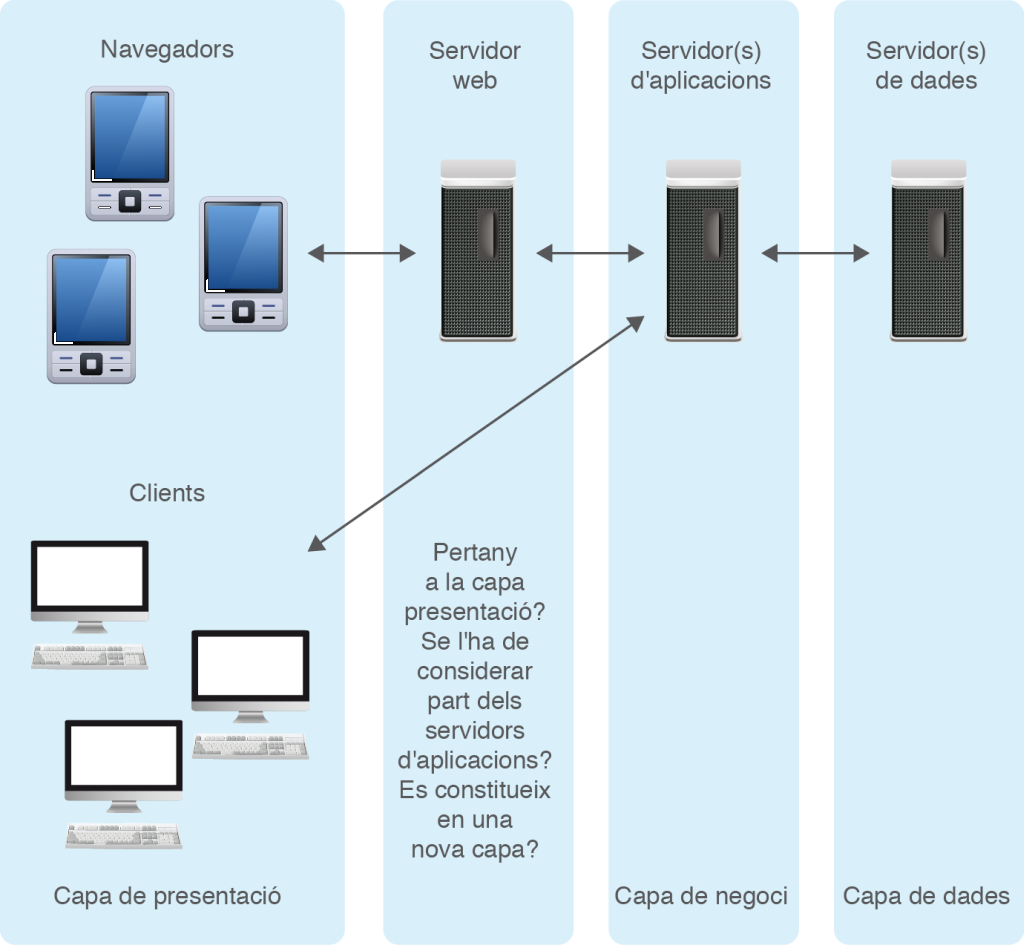 Navegadors
Servidor
web
Servidor(s)
d'aplicacions
Servidor(s)
de dades
Clients
Pertany
a la capa
presentació?
Se l'ha de
considerar
part dels
servidors
d'aplicacions?
Es constitueix
en una
nova capa?
Capa de presentació
Capa de negoci
Capa de dades